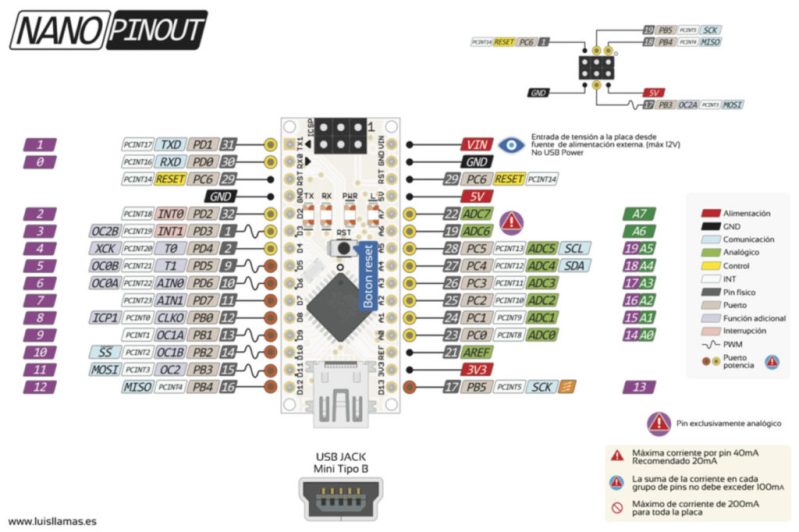 NANO PINOUT
19 PB5 PCINT5 SCK
18 PB4 PCINT4 MISO
PCINT14 RESET PC6 1
GND
5V
17 PB3 OC2A PCINT3 MOSI
1 PCINT17 TXD PD1 31
0 PCINT16 RXD PD0 30
PCINT14 RESET PC6 29
GND
2 PCINT18 INT0 PD2 32
3 OC2B PCINT19 INT1 PD3 1
4 XCK PCINT20 T0 PD4 2
5 OC0B PCINT21 T1 PD5 9
6 OC0A PCINT22 AIN0 PD6 10
7 PCINT23 AIN1 PD7 11
8 ICP1 PCINT0 CLKO PB0 12
9 PCINT1 OC1A PB1 13
10 SS PCINT2 OC1B PB2 14
11 MOSI PCINT3 OC2 PB3 15
12 MISO PCINT4 PB4 16
ICSP
1
TX1 VIN
RX0 GND
RST RST
GND 5V
D2 A7
D3 A6
D4 A5
D5 A4
D6 A3
D7 A2
D8 A1
D9 A0
D10 REF
D11 3V3
D12 D13
TX RX PWR L
RST
Boton reset
VIN
Entrada de tensión a la placa desde
fuente de alimentación externa. (máx 12V)
No USB Power
GND
29 PC6 RESET PCINT14
5V
22 ADC7 A7
19 ADC6 A6
28 PC5 PCINT13 ADC5 SCL 19 A5
27 PC4 PCINT12 ADC4 SDA 18 A4
26 PC3 PCINT11 ADC3 17 A3
25 PC2 PCINT10 ADC2 16 A2
24 PC1 PCINT9 ADC1 15 A1
23 PC0 PCINT8 ADC0 14 A0
21 AREF
3V3
17 PB5 PCINT5 SCK 13
Alimentación
GND
Comunicación
Analógico
Control
INT
Pin físico
Puerto
Función adicional
Interrupción
PWM
Puerto
potencia
Pin exclusivamente analógico
Máxima corriente por pin 40mA
Recomendado 20mA
La suma de la corriente en cada
grupo de pins no debe exceder 100mA
Máximo de corriente de 200mA
para toda la placa
USB JACK
Mini Tipo B
www.luisllamas.es